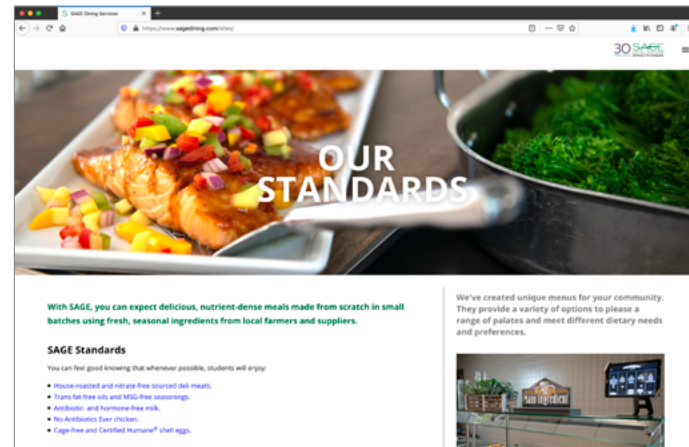 SAGE Dining Services
https://www.sagedining.com/sites/
30 SAGE
OUR
STANDARDS
With SAGE, you can expect delicious, nutrient-dense meals made from scratch in small
batches using fresh, seasonal ingredients from local farmers and suppliers.
SAGE Standards
You can feel good knowing that whenever possible, students will enjoy:
House-roasted and nitrate-free sourced deli meats.
Trans fat-free oils and MSG-free seasonings.
Antibiotic- and hormone-free milk.
No Antibiotics Ever chicken.
Cage-free and Certified Humane® shell eggs.
We've created unique menus for your community.
They provide a variety of options to please a
range of palates and meet different dietary needs
and preferences.
main ingredient